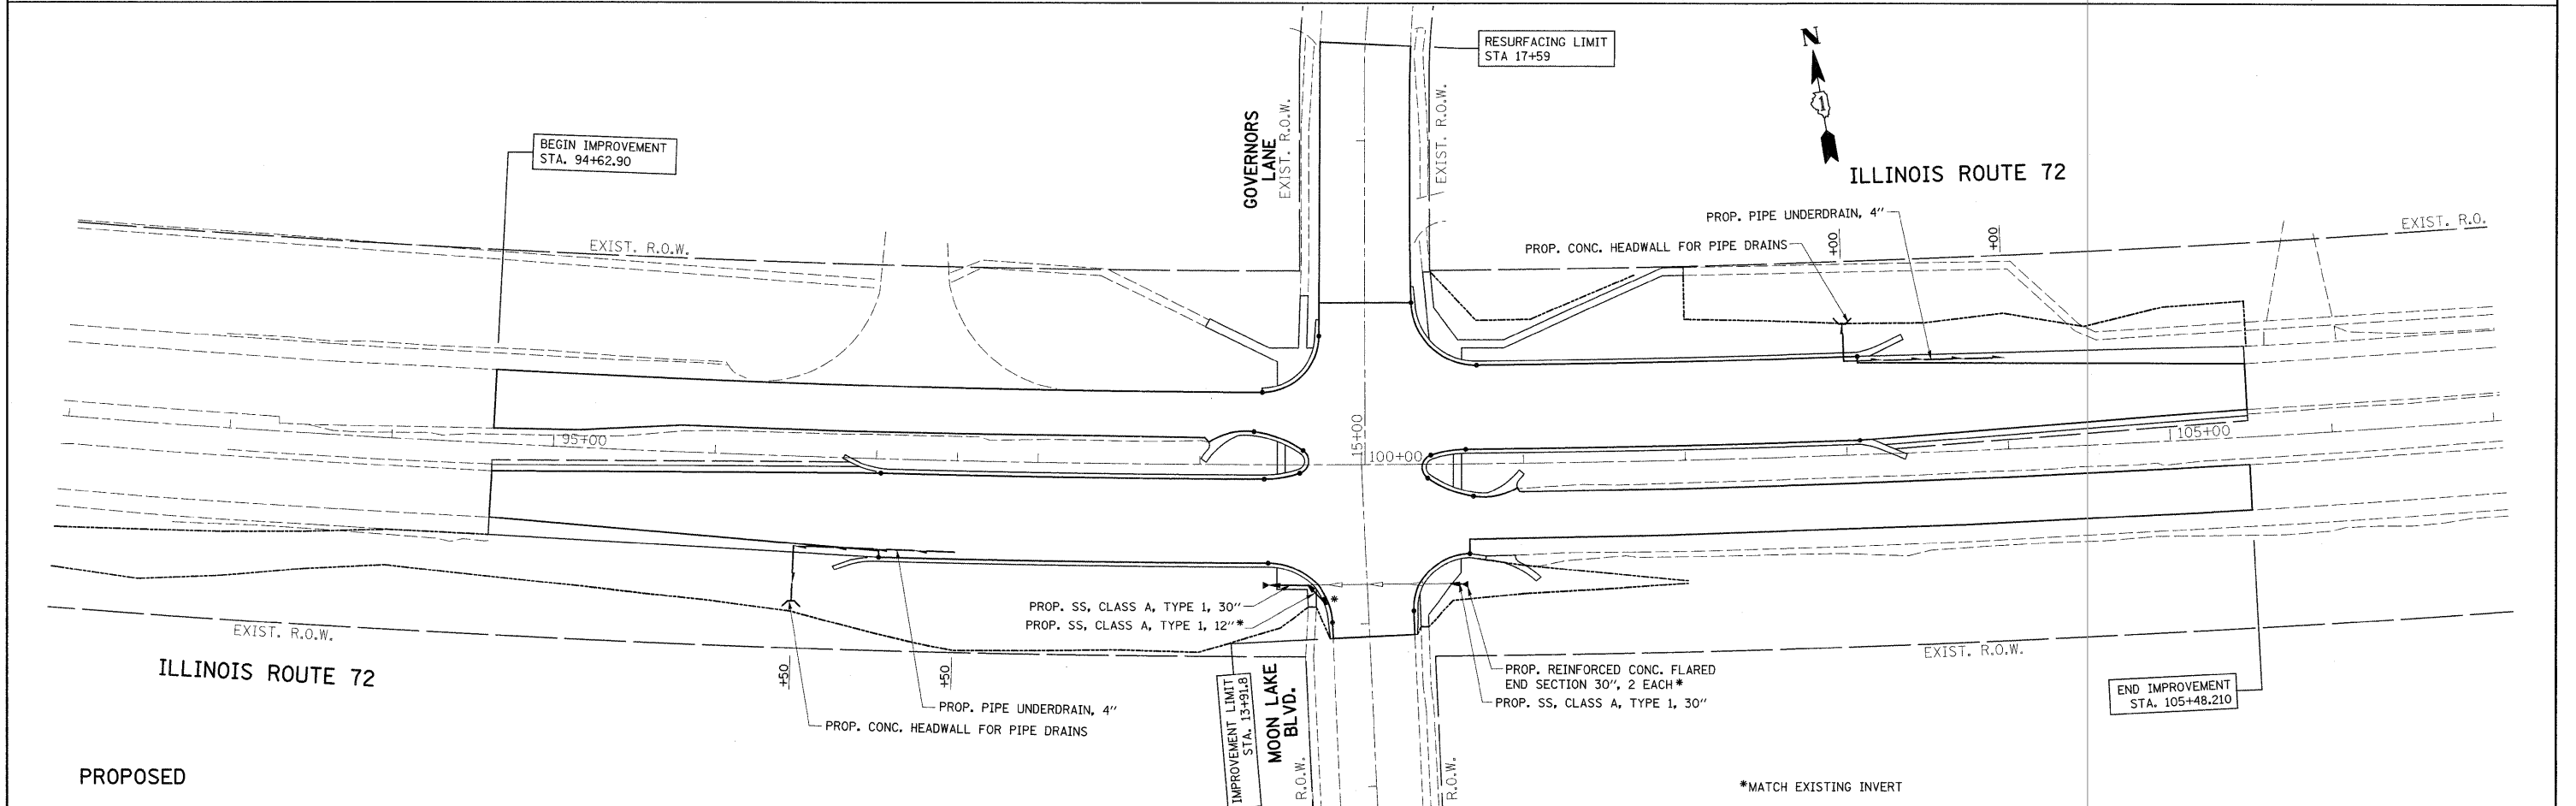 RESURFACING LIMIT
STA 17+59
N
1
GOVERNORS
LANE
EXIST. R.O.W.
EXIST. R.O.W.
BEGIN IMPROVEMENT
STA. 94+62.90
ILLINOIS ROUTE 72
PROP. PIPE UNDERDRAIN, 4"
PROP. CONC. HEADWALL FOR PIPE DRAINS
+00
+00
EXIST. R.O.
EXIST. R.O.W.
95+00
15+00
100+00
105+00
PROP. SS, CLASS A, TYPE 1, 30"
PROP. SS, CLASS A, TYPE 1, 12"*
*
EXIST. R.O.W.
ILLINOIS ROUTE 72
+50
+50
PROP. PIPE UNDERDRAIN, 4"
PROP. CONC. HEADWALL FOR PIPE DRAINS
IMPROVEMENT LIMIT
STA. 13+91.8
MOON LAKE
BLVD.
R.O.W.
R.O.W.
PROP. REINFORCED CONC. FLARED
END SECTION 30", 2 EACH*
PROP. SS, CLASS A, TYPE 1, 30"
EXIST. R.O.W.
END IMPROVEMENT
STA. 105+48.210
PROPOSED
*MATCH EXISTING INVERT